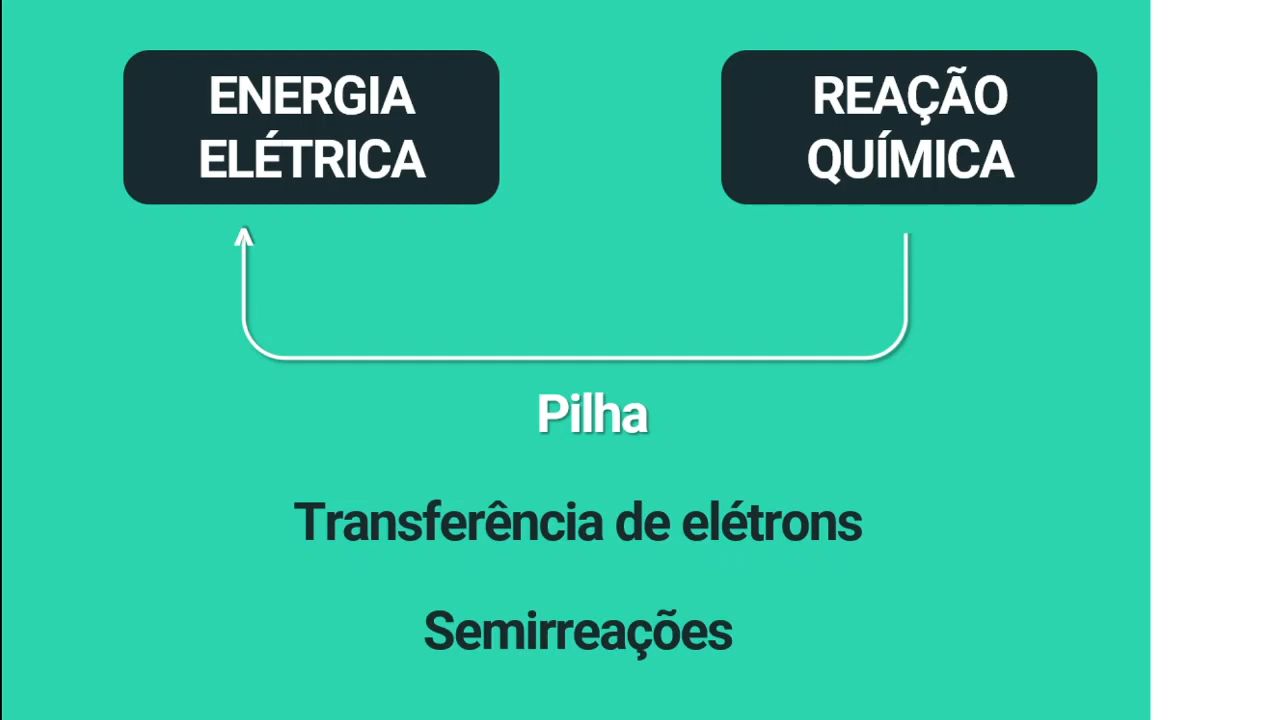 ENERGIA
ELÉTRICA
REAÇÃO
QUÍMICA
Pilha
Transferência de elétrons
Semirreações